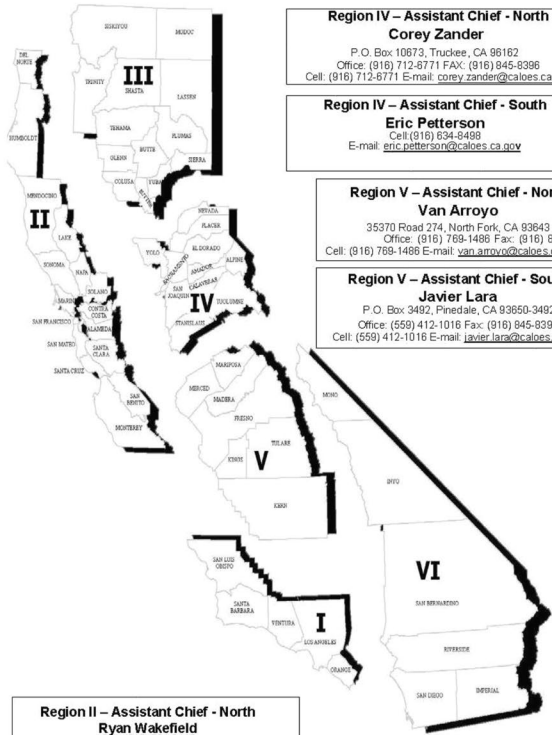 Region IV – Assistant Chief - North
Corey Zander
P.O. Box 10673, Truckee, CA 96162
Office: (916) 712-6771 FAX: (916) 845-8396
Cell: (916) 712-6771 E-mail: corey.zander@caloes.ca
Region IV – Assistant Chief - South
Eric Petterson
Cell:(916) 634-8498
E-mail: eric.petterson@caloes.ca.gov
Region V – Assistant Chief - Nor
Van Arroyo
35370 Road 274, North Fork, CA 93643
Office: (916) 769-1486 Fax: (916) 8
Cell: (916) 769-1486 E-mail: van.arroyo@caloes.c
Region V – Assistant Chief - Sou
Javier Lara
P.O. Box 3492, Pinedale, CA 93650-3492
Office: (559) 412-1016 Fax: (916) 845-839
Cell: (559) 412-1016 E-mail: javier.lara@caloes.
SISKIYOU
MODOC
DEL NORTE
III
TRINITY
SHASTA
LASSEN
HUMBOLDT
TEHAMA
PLUMAS
BUTTE
GLENN
SIERRA
COLUSA
YUBA
SUTTER
MENDOCINO
II
LAKE
SONOMA
NAPA
SOLANO
MARIN
CONTRA COSTA
SAN FRANCISCO
ALAMEDA
SAN MATEO
SANTA CLARA
SANTA CRUZ
SAN BENITO
MONTEREY
NEVADA
PLACER
YOLO
EL DORADO
ALPINE
SACRAMENTO
AMADOR
CALAVERAS
SAN JOAQUIN
IV
TUOLUMNE
STANISLAUS
MARIPOSA
MERCED
MADERA
FRESNO
TULARE
KINGS
V
KERN
MONO
INYO
VI
SAN BERNARDINO
RIVERSIDE
SAN DIEGO
IMPERIAL
SAN LUIS OBISPO
SANTA BARBARA
VENTURA
I
LOS ANGELES
ORANGE
Region II – Assistant Chief - North
Ryan Wakefield